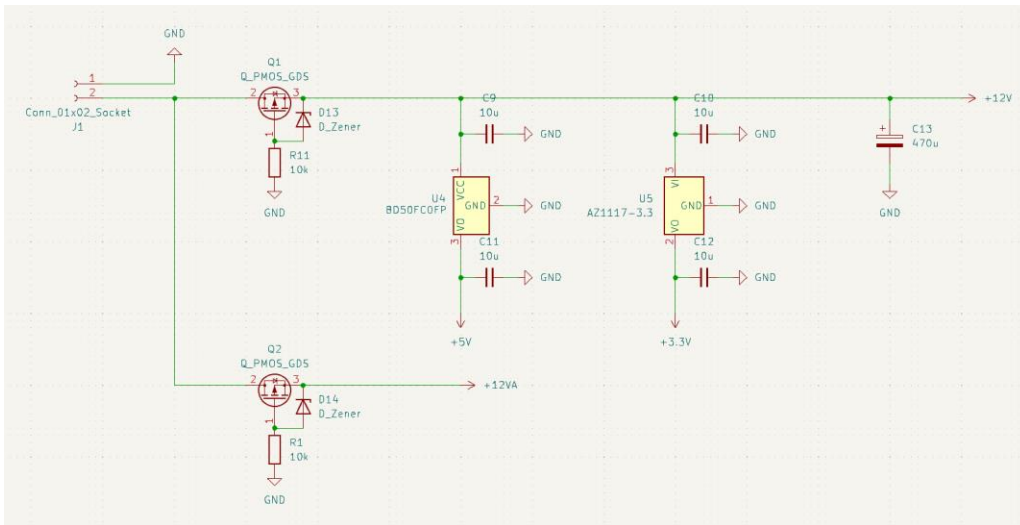 GND
1
2
Conn_01x02_Socket
J1
Q1
Q_PMOS_GDS
2
3
1
D13
D_Zener
R11
10k
GND
C9
10u
GND
1
VCC
U4
BD50FC0FP
GND
2
GND
VO
3
C11
10u
GND
+5V
C10
10u
GND
3
VI
U5
AZ1117-3.3
GND
1
GND
VO
2
C12
10u
GND
+3.3V
+12V
+
C13
470u
GND
Q2
Q_PMOS_GDS
2
3
1
+12VA
D14
D_Zener
R1
10k
GND